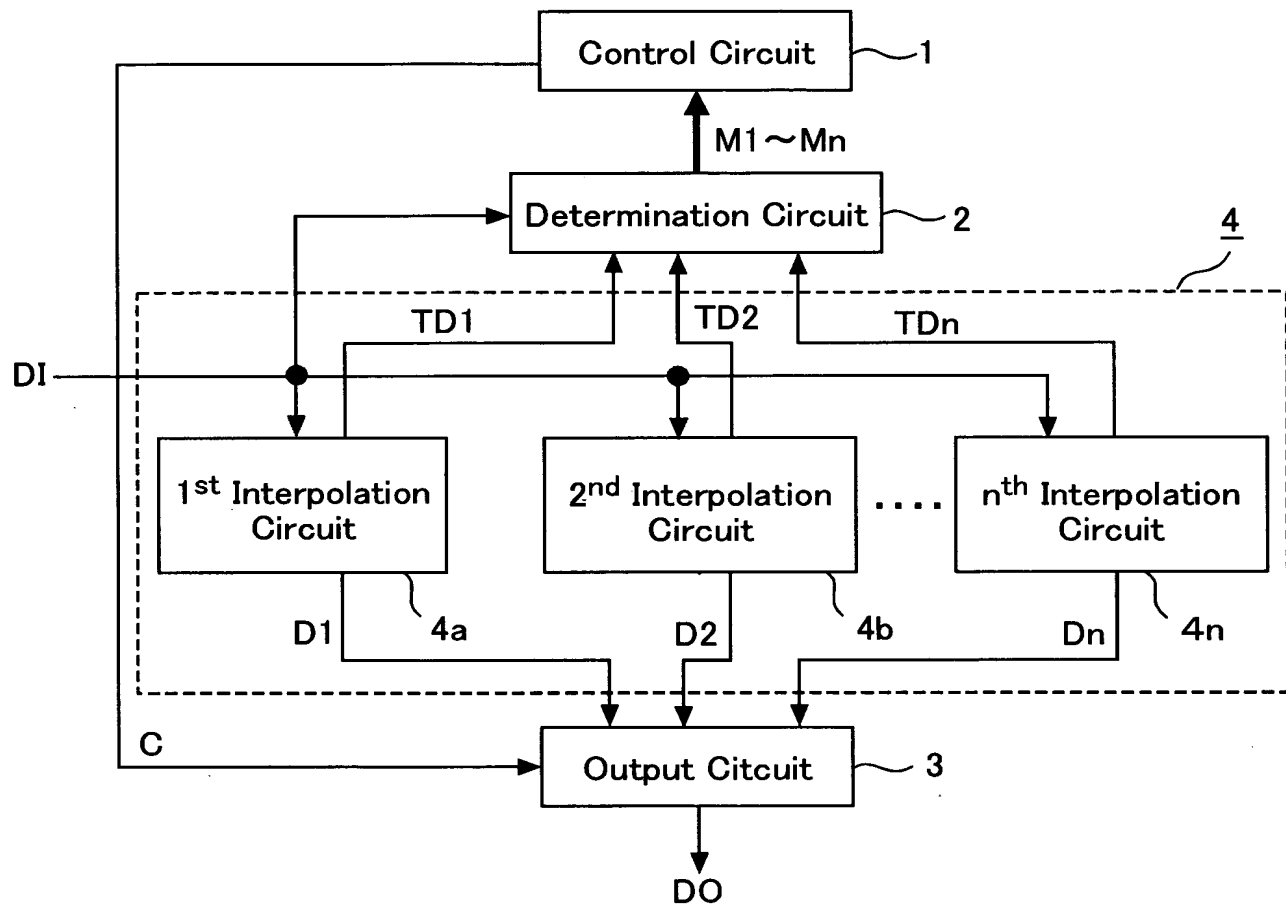 Control Circuit
1
M1~Mn
Determination Circuit
2
4
TD1
TD2
TDn
DI
1st Interpolation
Circuit
2nd Interpolation
Circuit
....
nth Interpolation
Circuit
D1
4a
D2
4b
Dn
4n
C
Output Citcuit
3
DO